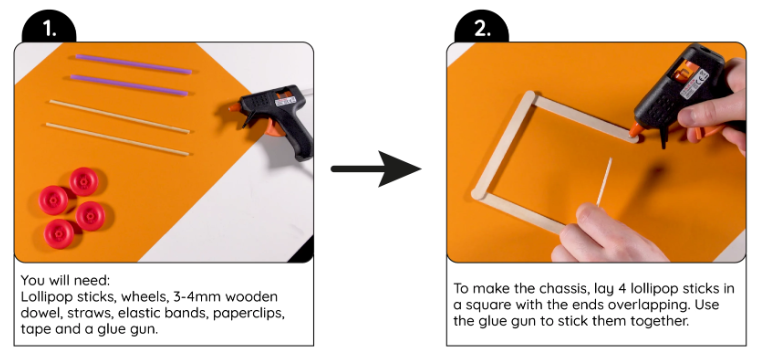 1.
You will need:
Lollipop sticks, wheels, 3-4mm wooden
dowel, straws, elastic bands, paperclips,
tape and a glue gun.
2.
To make the chassis, lay 4 lollipop sticks in
a square with the ends overlapping. Use
the glue gun to stick them together.